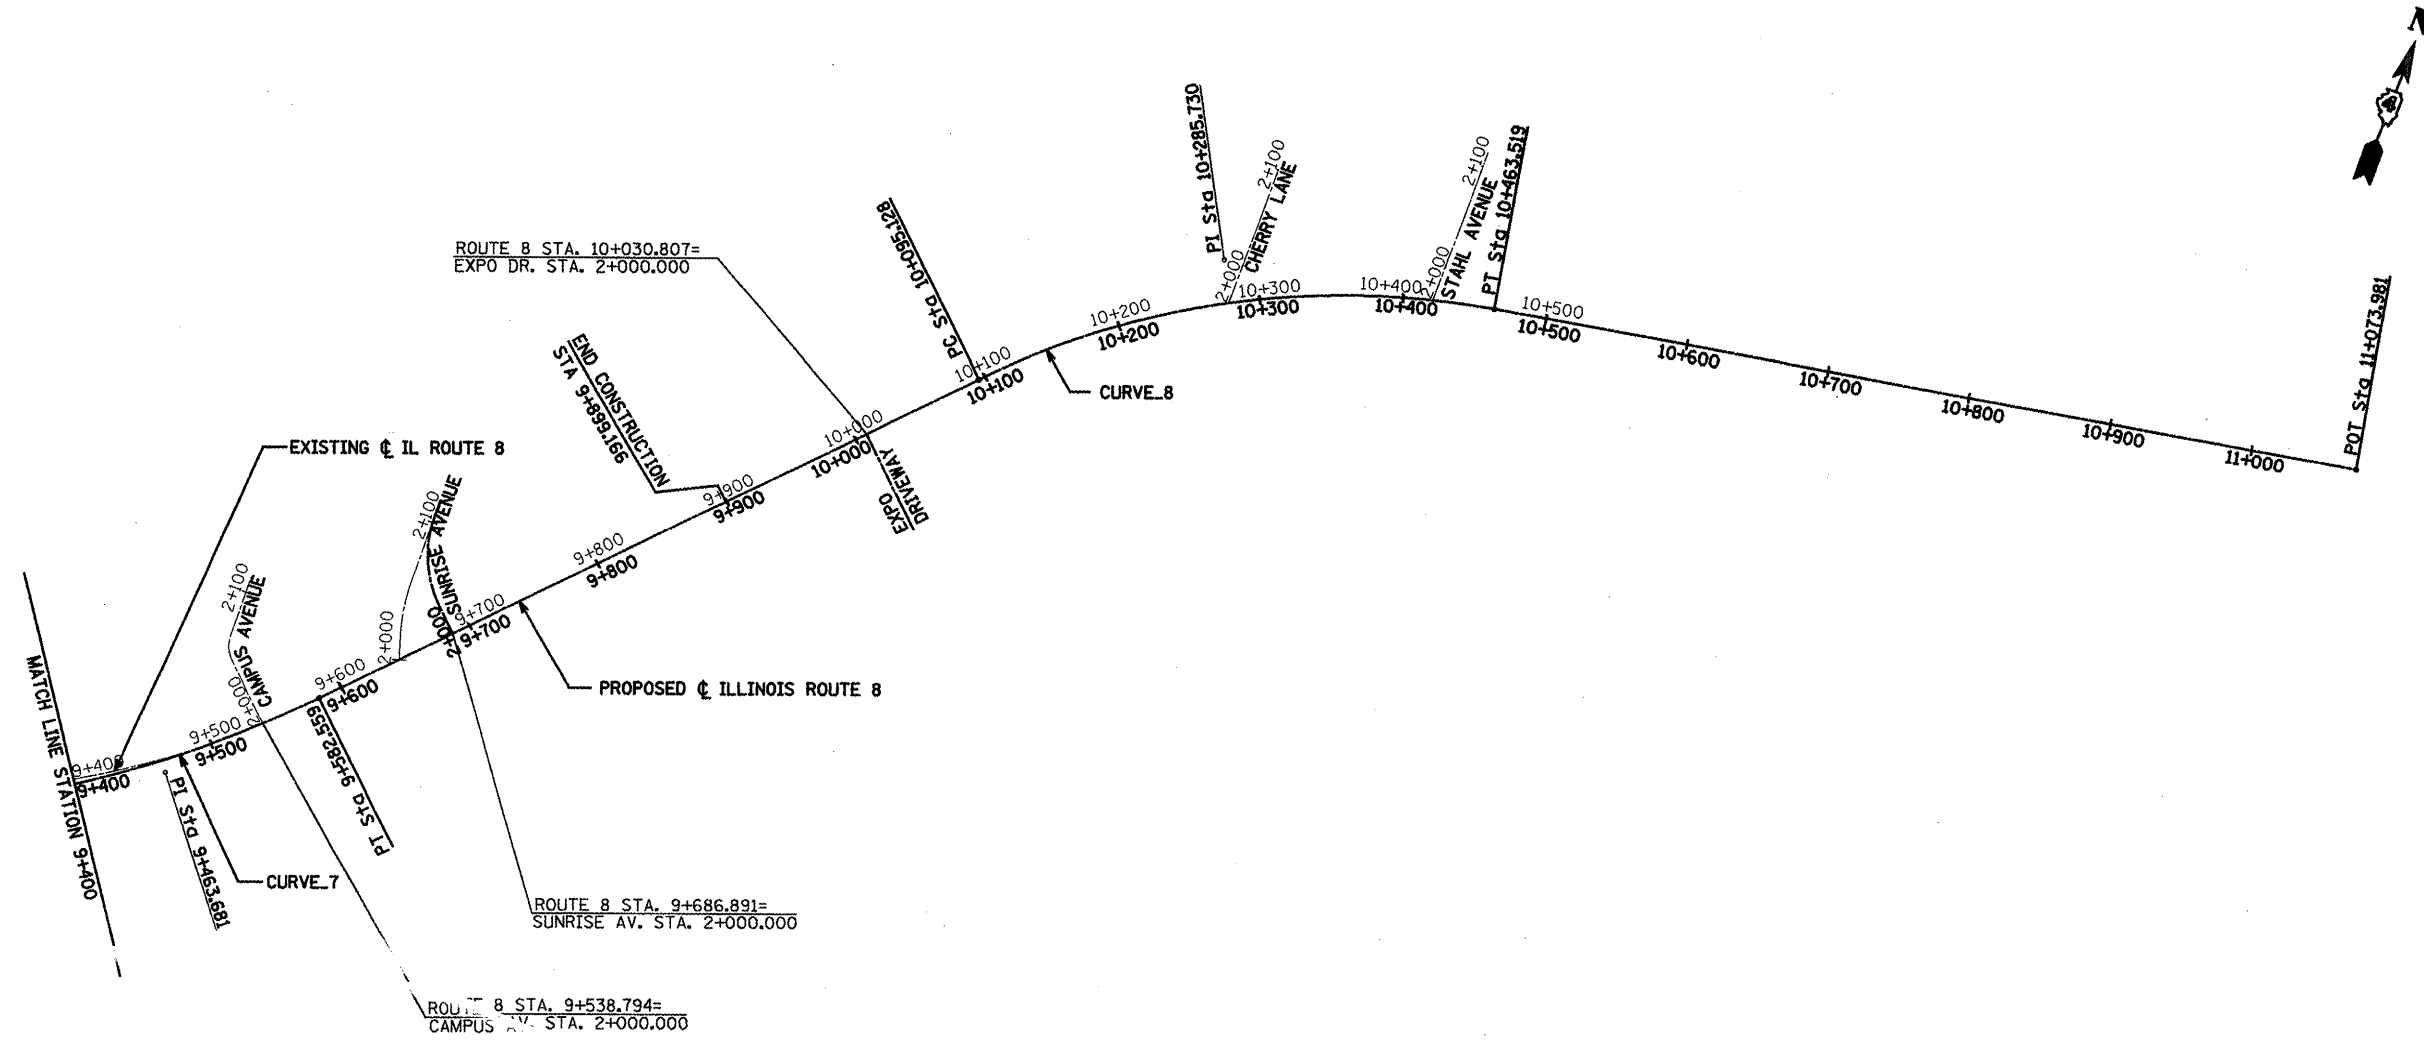 N
PI Sta 10+285.730
2+100
CHERRY LANE
2+000
2+100
STAHL AVENUE
2+000
PT Sta 10+463.519
PC Sta 10+095.128
ROUTE 8 STA. 10+030.807=
EXPO DR. STA. 2+000.000
POT Sta 11+073.981
10+200
10+200
10+300
10+300
10+400
10+400
10+500
10+500
10+600
10+700
10+800
10+900
11+000
10+100
10+100
CURVE_8
END CONSTRUCTION
STA 9+899.166
10+000
10+000
EXPO
DRIVEWAY
9+900
9+900
EXISTING ℄ IL ROUTE 8
2+100
SUNRISE AVENUE
2+000
2+000
9+800
9+800
9+700
9+700
2+100
CAMPUS AVENUE
2+000
9+600
9+600
PROPOSED ℄ ILLINOIS ROUTE 8
PT Sta 9+582.559
9+500
9+500
9+400
9+400
MATCH LINE STATION 9+400
PI Sta 9+463.681
CURVE_7
ROUTE 8 STA. 9+686.891=
SUNRISE AV. STA. 2+000.000
8 STA. 9+538.794=
CAMPUS STA. 2+000.000